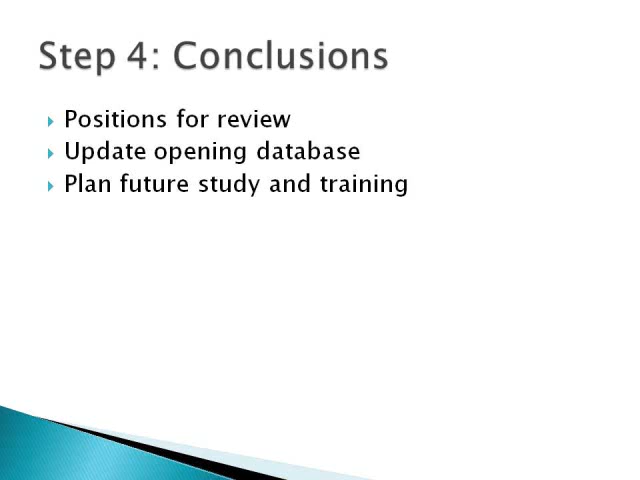 Step 4: Conclusions
Positions for review
Update opening database
Plan future study and training